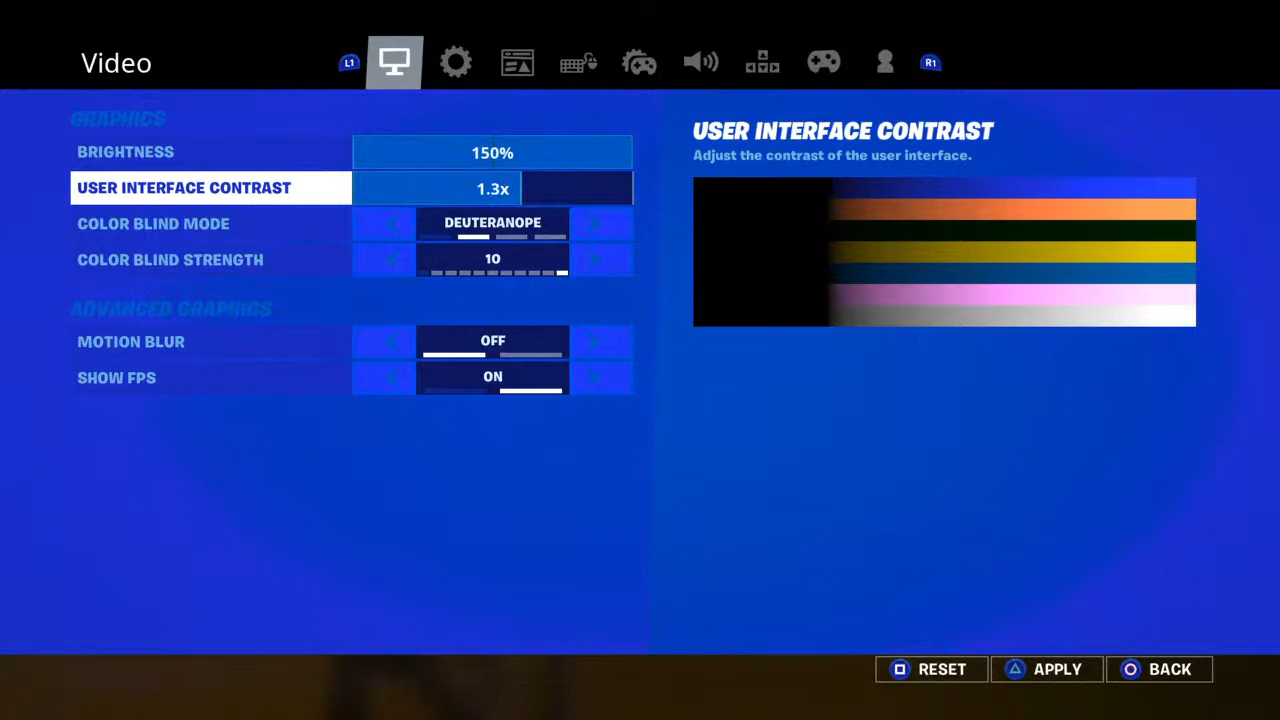 Video
L1
R1
GRAPHICS
BRIGHTNESS 150%
USER INTERFACE CONTRAST 1.3x
COLOR BLIND MODE DEUTERANOPE
COLOR BLIND STRENGTH 10
ADVANCED GRAPHICS
MOTION BLUR OFF
SHOW FPS ON
USER INTERFACE CONTRAST
Adjust the contrast of the user interface.
RESET APPLY BACK